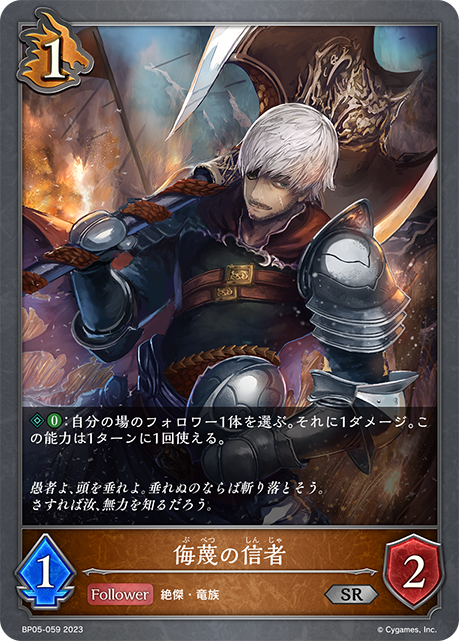 1
0:自分の場のフォロワー1体を選ぶ。それに1ダメージ。こ
の能力は1ターンに1回使える。
愚者よ、頭を垂れよ。垂れぬのならば斬り落とそう。
さすれば汝、無力を知るだろう。
ぶべつ しんじゃ
侮蔑の信者
1
Follower 絶傑・竜族 SR
2
BP05-059 2023 © Cygames, Inc.